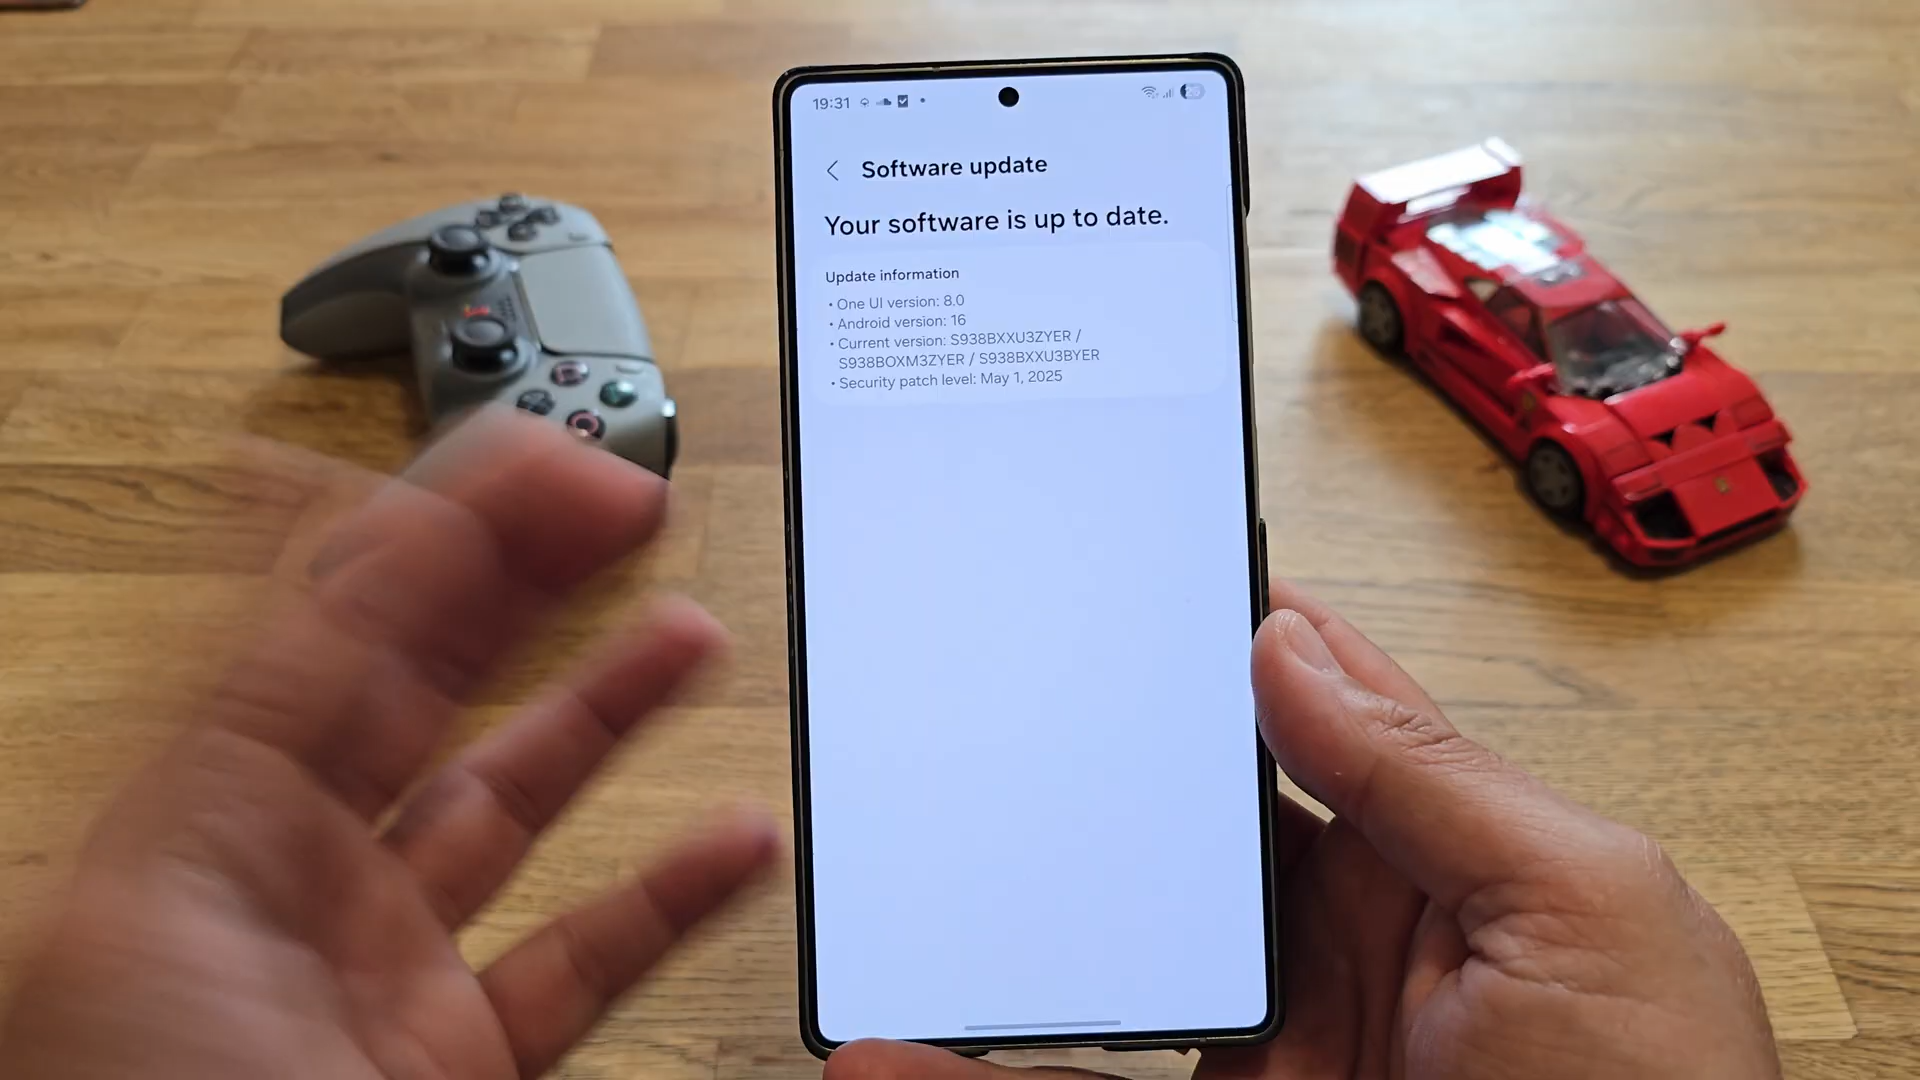 19:31
Software update
Your software is up to date.
Update information
• One UI version: 8.0
• Android version: 16
• Current version: S938BXXU3ZYER /
S938BOXM3ZYER / S938BXXU3BYER
• Security patch level: May 1, 2025